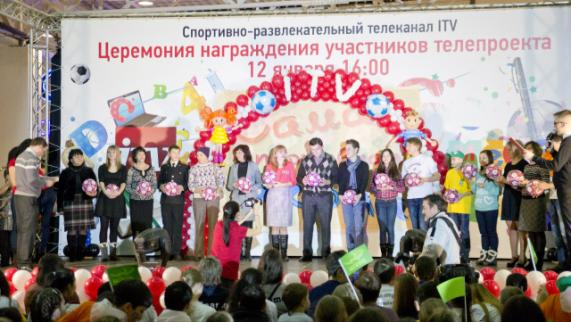 Спортивно-развлекательный телеканал ITV
Церемония награждения участников телепроекта
12 января 16:00
ITV